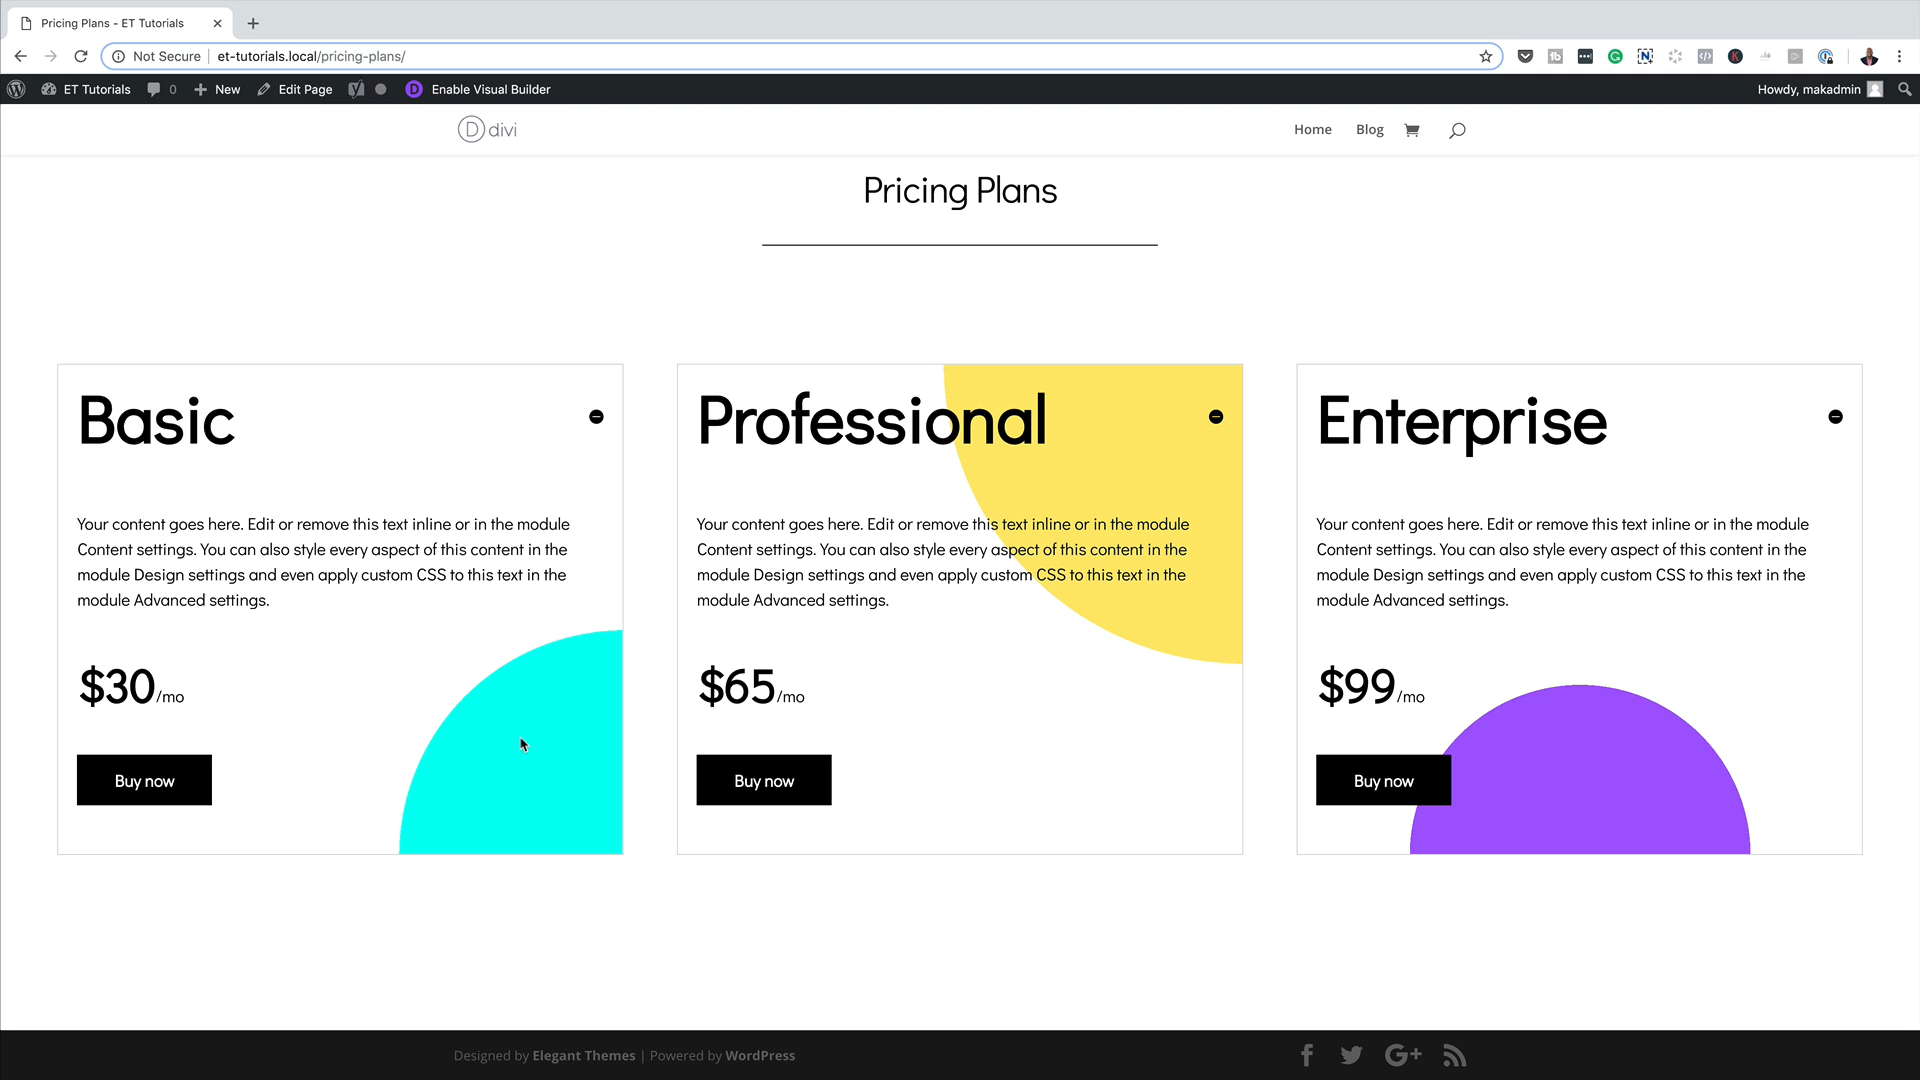 Pricing Plans - ET Tutorials
Not Secure
et-tutorials.local/pricing-plans/
ET Tutorials
0
New
Edit Page
Enable Visual Builder
Howdy, makadmin
D divi
Home
Blog
Pricing Plans
Basic
Your content goes here. Edit or remove this text inline or in the module
Content settings. You can also style every aspect of this content in the
module Design settings and even apply custom CSS to this text in the
module Advanced settings.
$30/mo
Buy now
Professional
Your content goes here. Edit or remove this text inline or in the module
Content settings. You can also style every aspect of this content in the
module Design settings and even apply custom CSS to this text in the
module Advanced settings.
$65/mo
Buy now
Enterprise
Your content goes here. Edit or remove this text inline or in the module
Content settings. You can also style every aspect of this content in the
module Design settings and even apply custom CSS to this text in the
module Advanced settings.
$99/mo
Buy now
Designed by Elegant Themes | Powered by WordPress